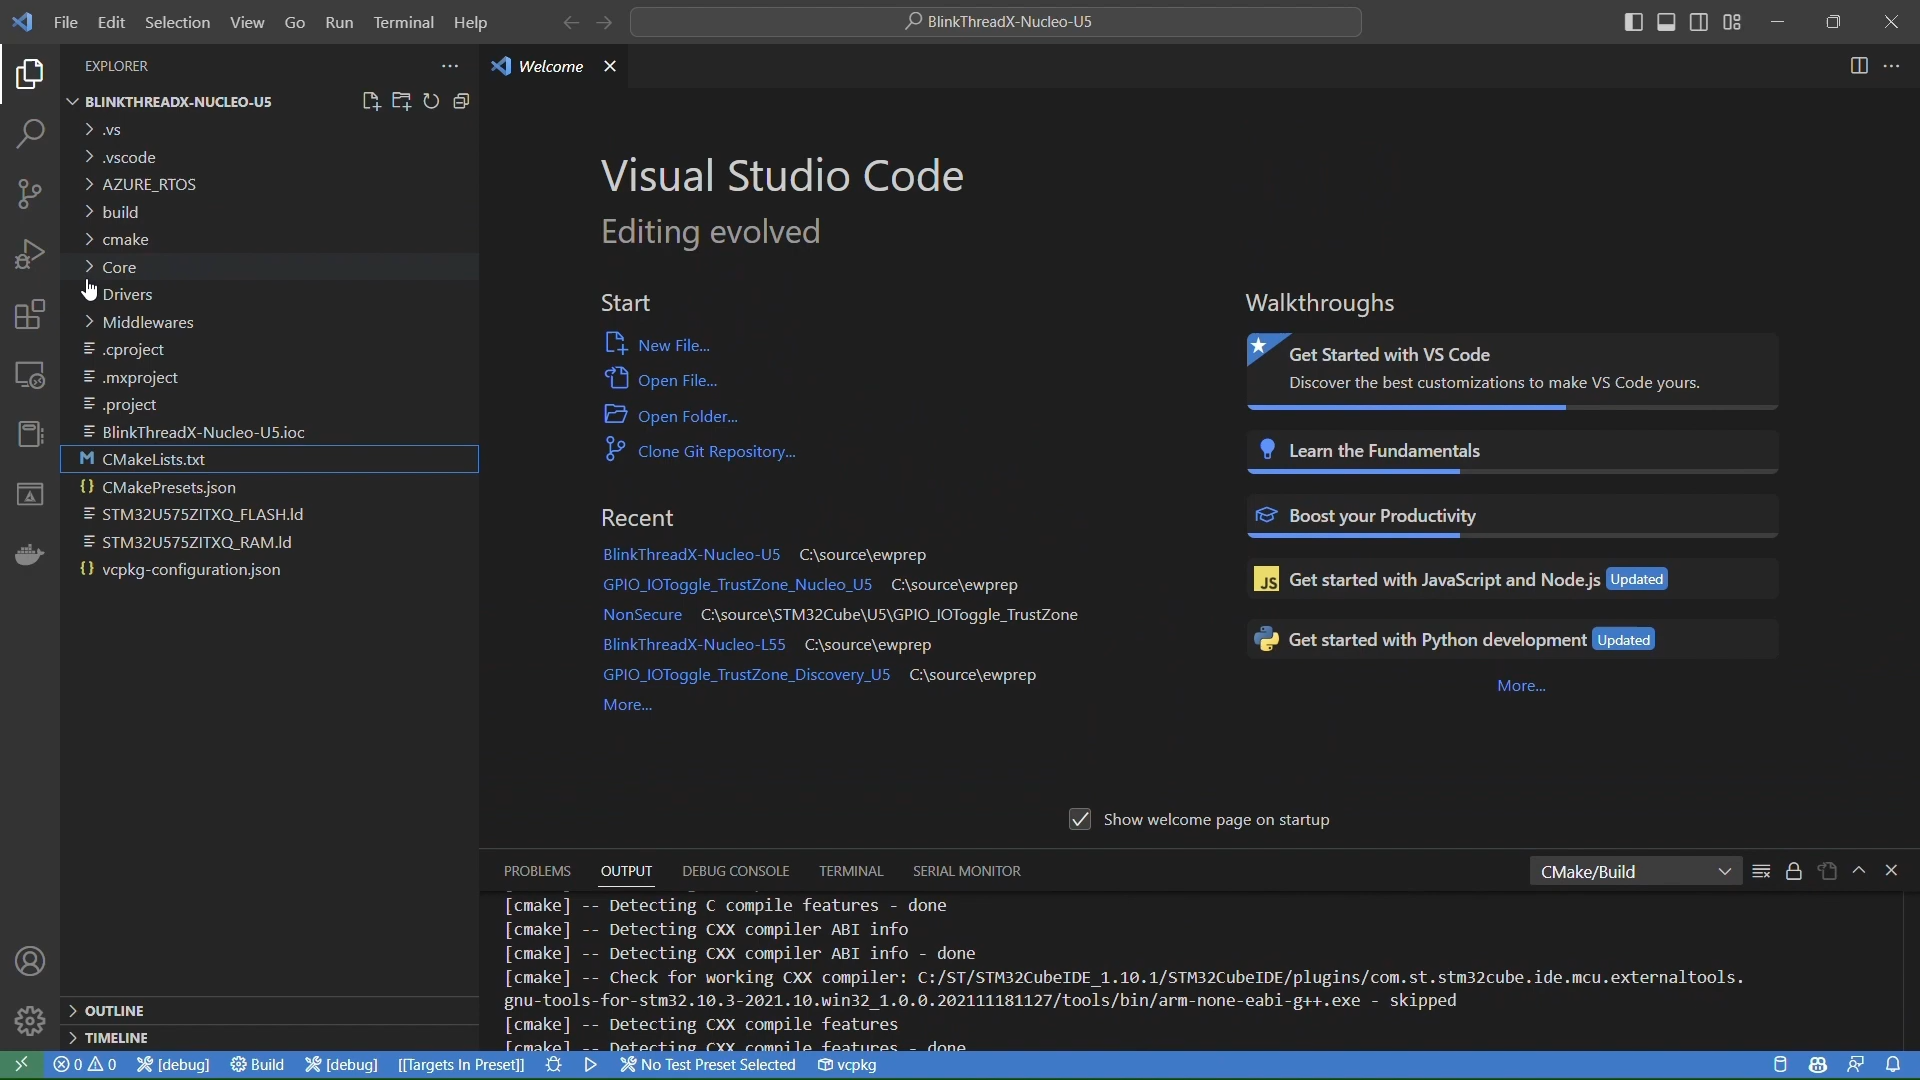 File Edit Selection View Go Run Terminal Help
BlinkThreadX-Nucleo-U5
EXPLORER
BLINKTHREADX-NUCLEO-U5
.vs
.vscode
AZURE_RTOS
build
cmake
Core
Drivers
Middlewares
.cproject
.mxproject
.project
BlinkThreadX-Nucleo-U5.ioc
M CMakeLists.txt
{} CMakePresets.json
STM32U575ZITXQ_FLASH.ld
STM32U575ZITXQ_RAM.ld
{} vcpkg-configuration.json
OUTLINE
TIMELINE
Welcome
Visual Studio Code
Editing evolved
Start
New File...
Open File...
Open Folder...
Clone Git Repository...
Recent
BlinkThreadX-Nucleo-U5 C:\source\ewprep
GPIO_IOToggle_TrustZone_Nucleo_U5 C:\source\ewprep
NonSecure C:\source\STM32Cube\U5\GPIO_IOToggle_TrustZone
BlinkThreadX-Nucleo-L55 C:\source\ewprep
GPIO_IOToggle_TrustZone_Discovery_U5 C:\source\ewprep
More...
Walkthroughs
Get Started with VS Code
Discover the best customizations to make VS Code yours.
Learn the Fundamentals
Boost your Productivity
JS Get started with JavaScript and Node.js Updated
Get started with Python development Updated
More...
Show welcome page on startup
PROBLEMS OUTPUT DEBUG CONSOLE TERMINAL SERIAL MONITOR
CMake/Build
[cmake] -- Detecting C compile features - done
[cmake] -- Detecting CXX compiler ABI info
[cmake] -- Detecting CXX compiler ABI info - done
[cmake] -- Check for working CXX compiler: C:/ST/STM32CubeIDE_1.10.1/STM32CubeIDE/plugins/com.st.stm32cube.ide.mcu.externaltools.
gnu-tools-for-stm32.10.3-2021.10.win32_1.0.0.202111181127/tools/bin/arm-none-eabi-g++.exe - skipped
[cmake] -- Detecting CXX compile features
[cmake] -- Detecting CXX compile features - done
0 0 [debug] Build [debug] [[Targets In Preset]] No Test Preset Selected vcpkg